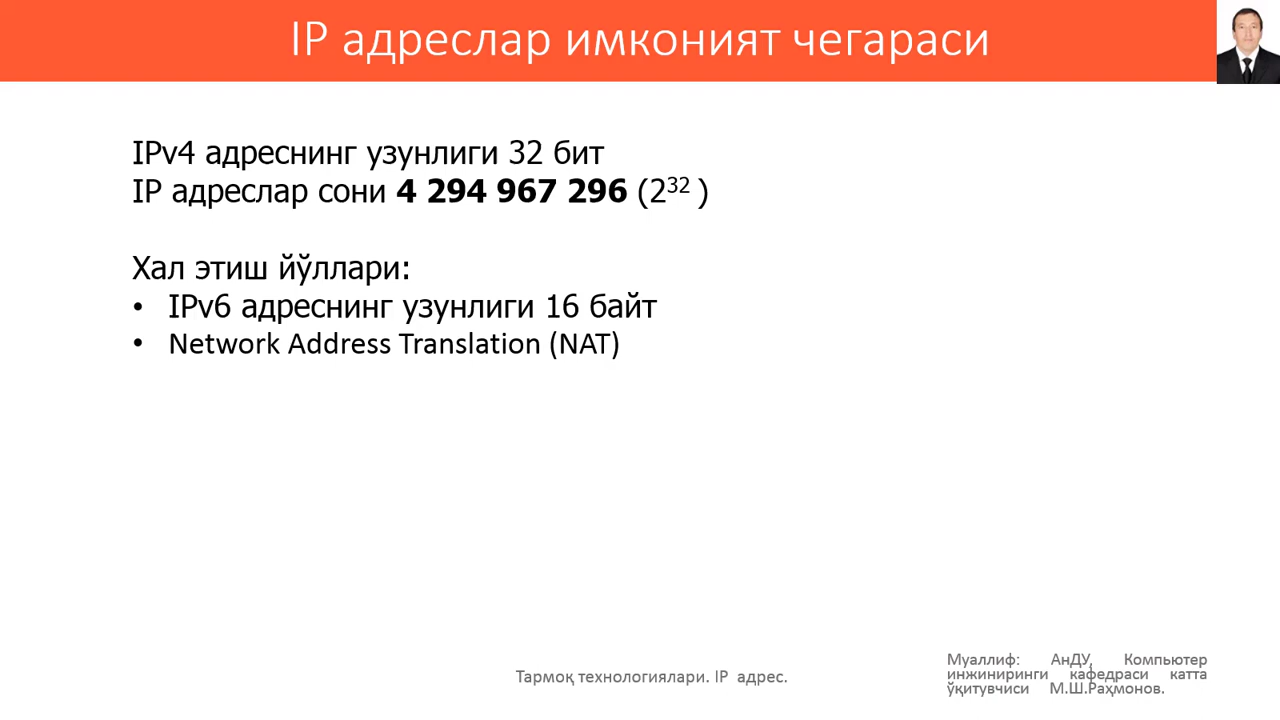 IP адреслар имконият чегараси
IPv4 адреснинг узунлиги 32 бит
IP адреслар сони 4 294 967 296 (2³² )
Хал этиш йўллари:
• IPv6 адреснинг узунлиги 16 байт
• Network Address Translation (NAT)
Тармоқ технологиялари. IP адрес.
Муаллиф: АнДУ, Компьютер
инжиниринги кафедраси катта
ўқитувчиси М.Ш.Раҳмонов.